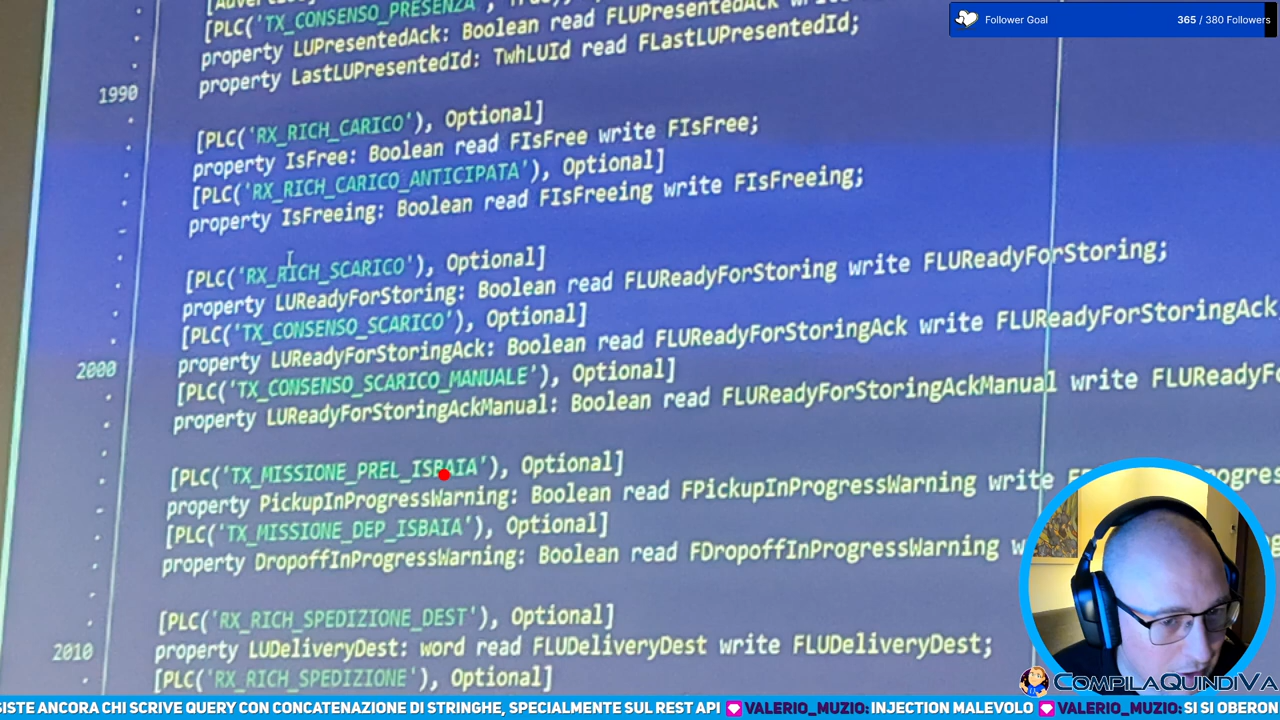 [PLC('TX_CONSENSO_PRESENZA',
property LUPresentedAck: Boolean read FLUPresentedAck
property LastLUPresentedId: TwhLUId read FLastLUPresentedId;
1990
[PLC('RX_RICH_CARICO'), Optional]
property IsFree: Boolean read FIsFree write FIsFree;
[PLC('RX_RICH_CARICO_ANTICIPATA'), Optional]
property IsFreeing: Boolean read FIsFreeing write FIsFreeing;
[PLC('RX_RICH_SCARICO'), Optional]
property LUReadyForStoring: Boolean read FLUReadyForStoring write FLUReadyForStoring;
[PLC('TX_CONSENSO_SCARICO'), Optional]
property LUReadyForStoringAck: Boolean read FLUReadyForStoringAck write FLUReadyForStoringAck
2000
[PLC('TX_CONSENSO_SCARICO_MANUALE'), Optional]
property LUReadyForStoringAckManual: Boolean read FLUReadyForStoringAckManual write FLUReadyFo
[PLC('TX_MISSIONE_PREL_ISBAIA'), Optional]
property PickupInProgressWarning: Boolean read FPickupInProgressWarning write
[PLC('TX_MISSIONE_DEP_ISBAIA'), Optional]
property DropoffInProgressWarning: Boolean read FDropoffInProgressWarning
[PLC('RX_RICH_SPEDIZIONE_DEST'), Optional]
2010 property LUDeliveryDest: word read FLUDeliveryDest write FLUDeliveryDest;
[PLC('RX_RICH_SPEDIZIONE'), Optional]
Follower Goal 365 / 380 Followers
COMPILAQUINDIVA
SISTE ANCORA CHI SCRIVE QUERY CON CONCATENAZIONE DI STRINGHE, SPECIALMENTE SUL REST API VALERIO_MUZIO: INJECTION MALEVOLO VALERIO_MUZIO: SI SI OBERON